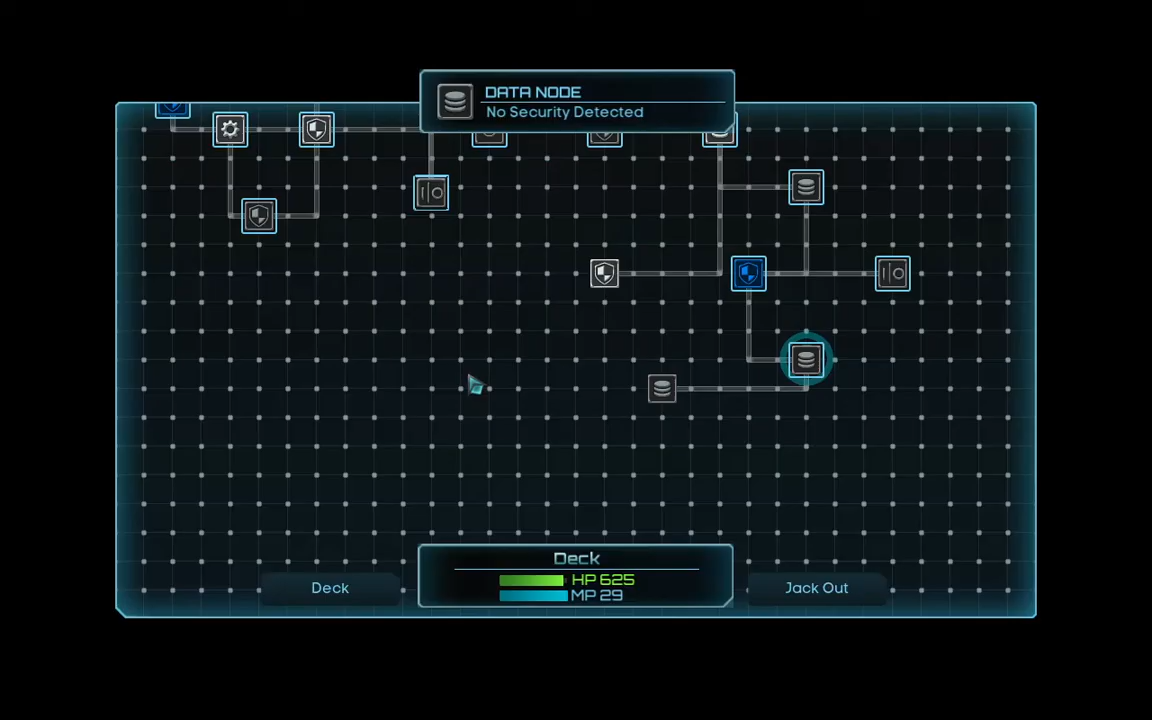 DATA NODE
No Security Detected
Deck
HP 625
MP 29
Deck
Jack Out